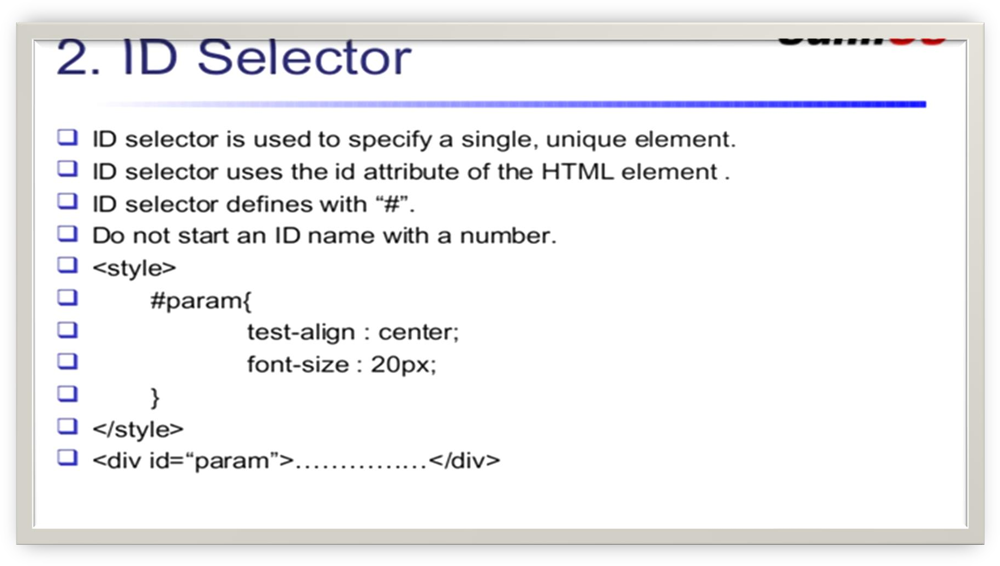 2. ID Selector
ID selector is used to specify a single, unique element.
ID selector uses the id attribute of the HTML element .
ID selector defines with “#”.
Do not start an ID name with a number.
<style>
#param{
test-align : center;
font-size : 20px;
}
</style>
<div id=“param”>...............</div>